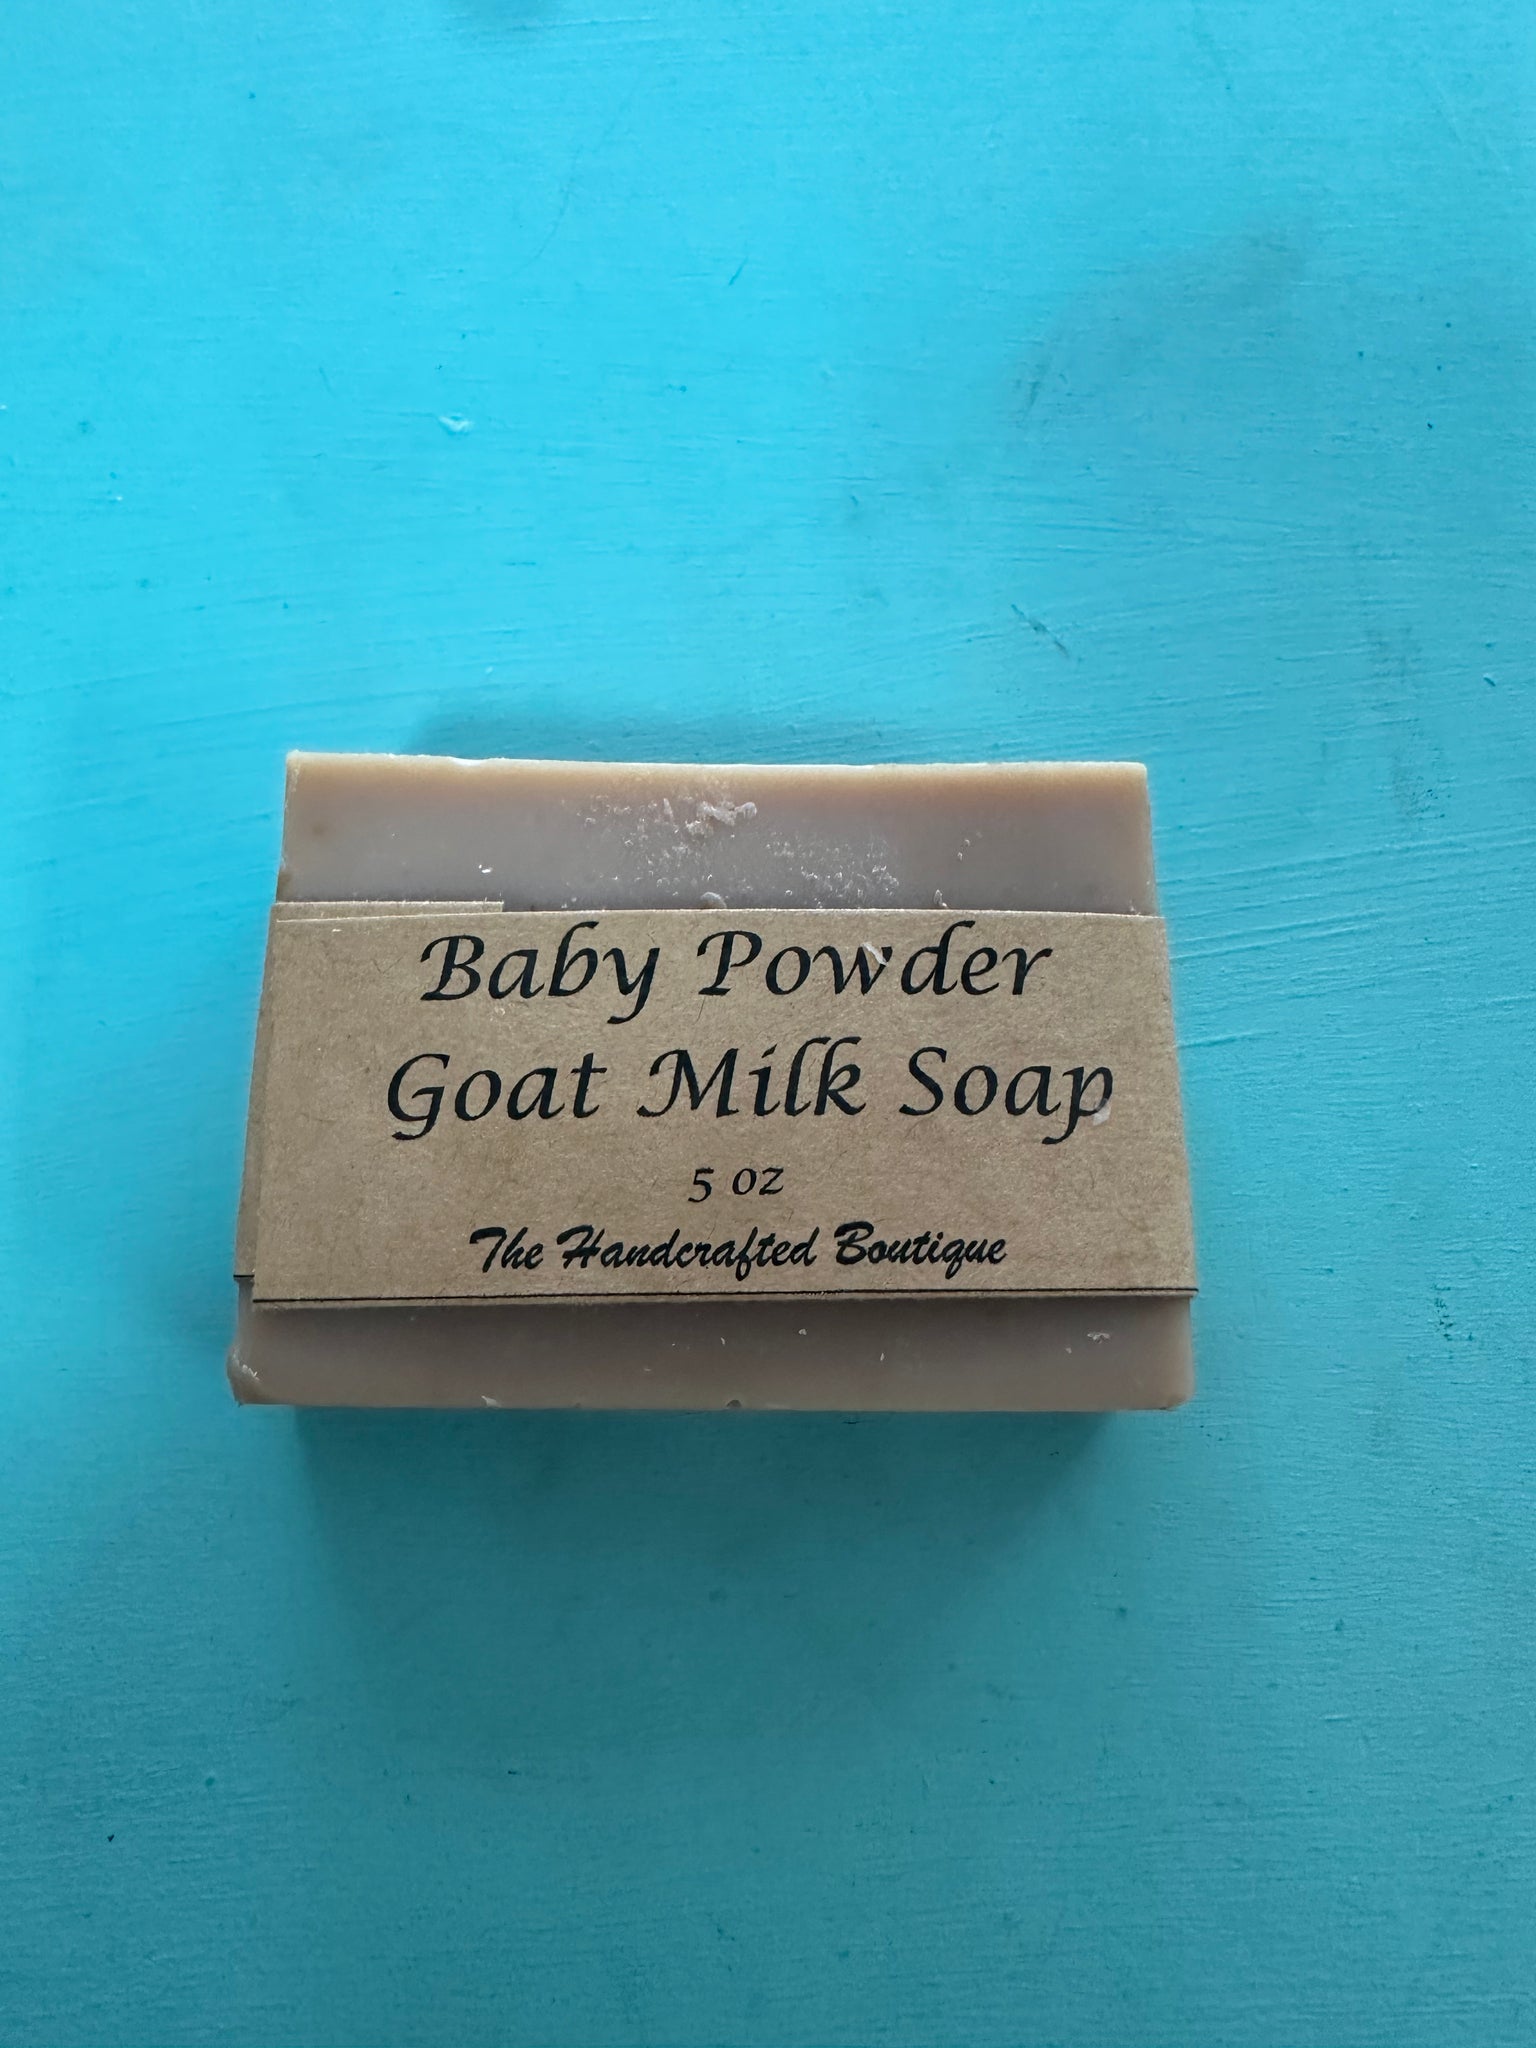 Baby Powder
Goat Milk Soap
5 oz
The Handcrafted Boutique